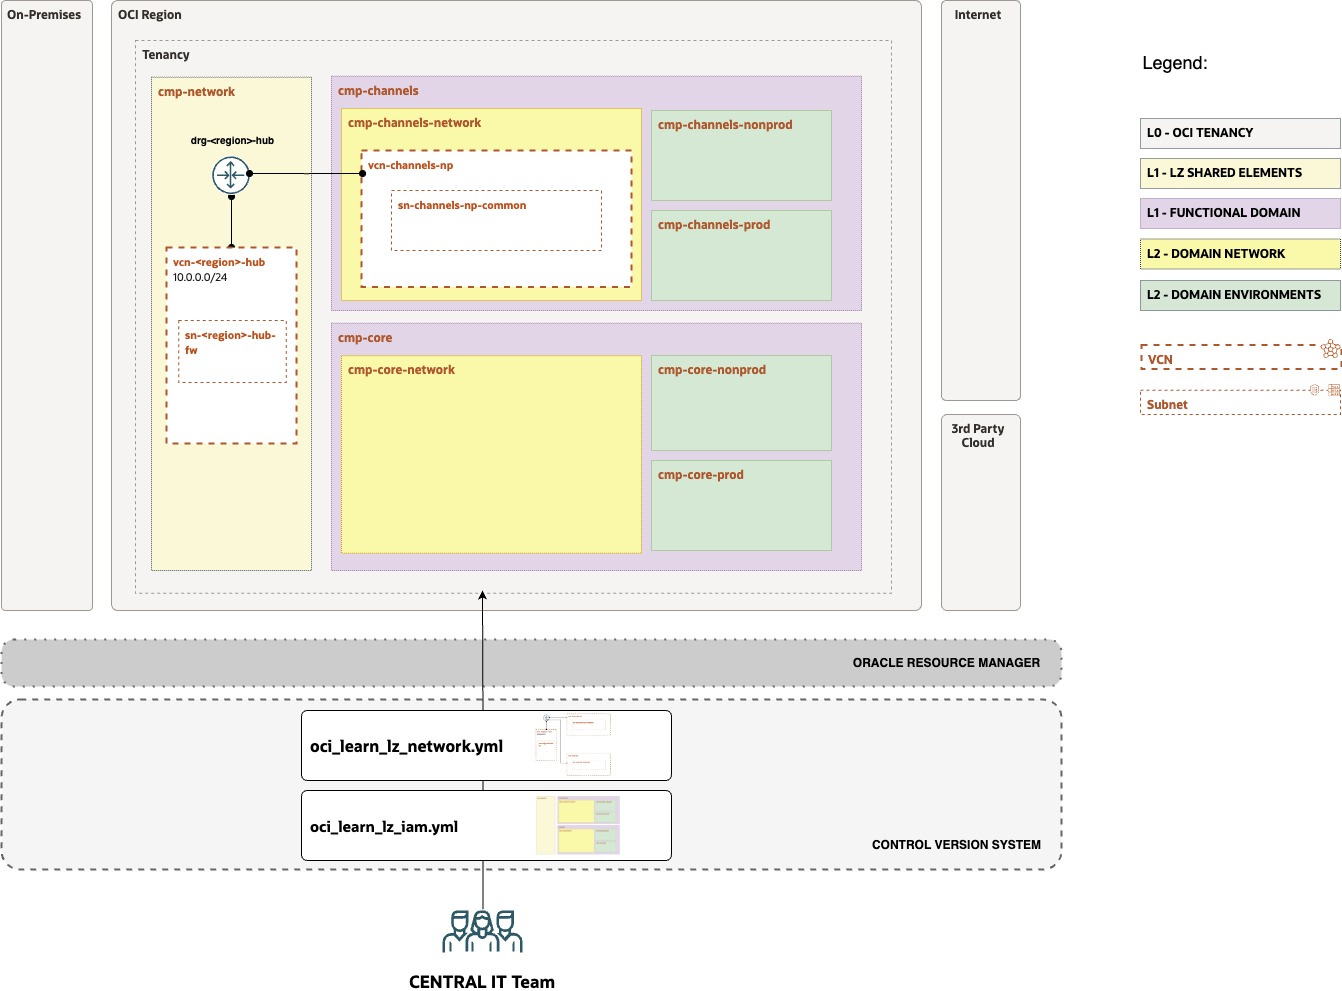 On-Premises
OCI Region
Tenancy
cmp-network
drg-<region>-hub
vcn-<region>-hub
10.0.0.0/24
sn-<region>-hub-
fw
cmp-channels
cmp-channels-network
vcn-channels-np
sn-channels-np-common
cmp-channels-nonprod
cmp-channels-prod
cmp-core
cmp-core-network
cmp-core-nonprod
cmp-core-prod
Internet
3rd Party
Cloud
Legend:
L0 - OCI TENANCY
L1 - LZ SHARED ELEMENTS
L1 - FUNCTIONAL DOMAIN
L2 - DOMAIN NETWORK
L2 - DOMAIN ENVIRONMENTS
VCN
Subnet
ORACLE RESOURCE MANAGER
oci_learn_lz_network.yml
oci_learn_lz_iam.yml
CONTROL VERSION SYSTEM
CENTRAL IT Team